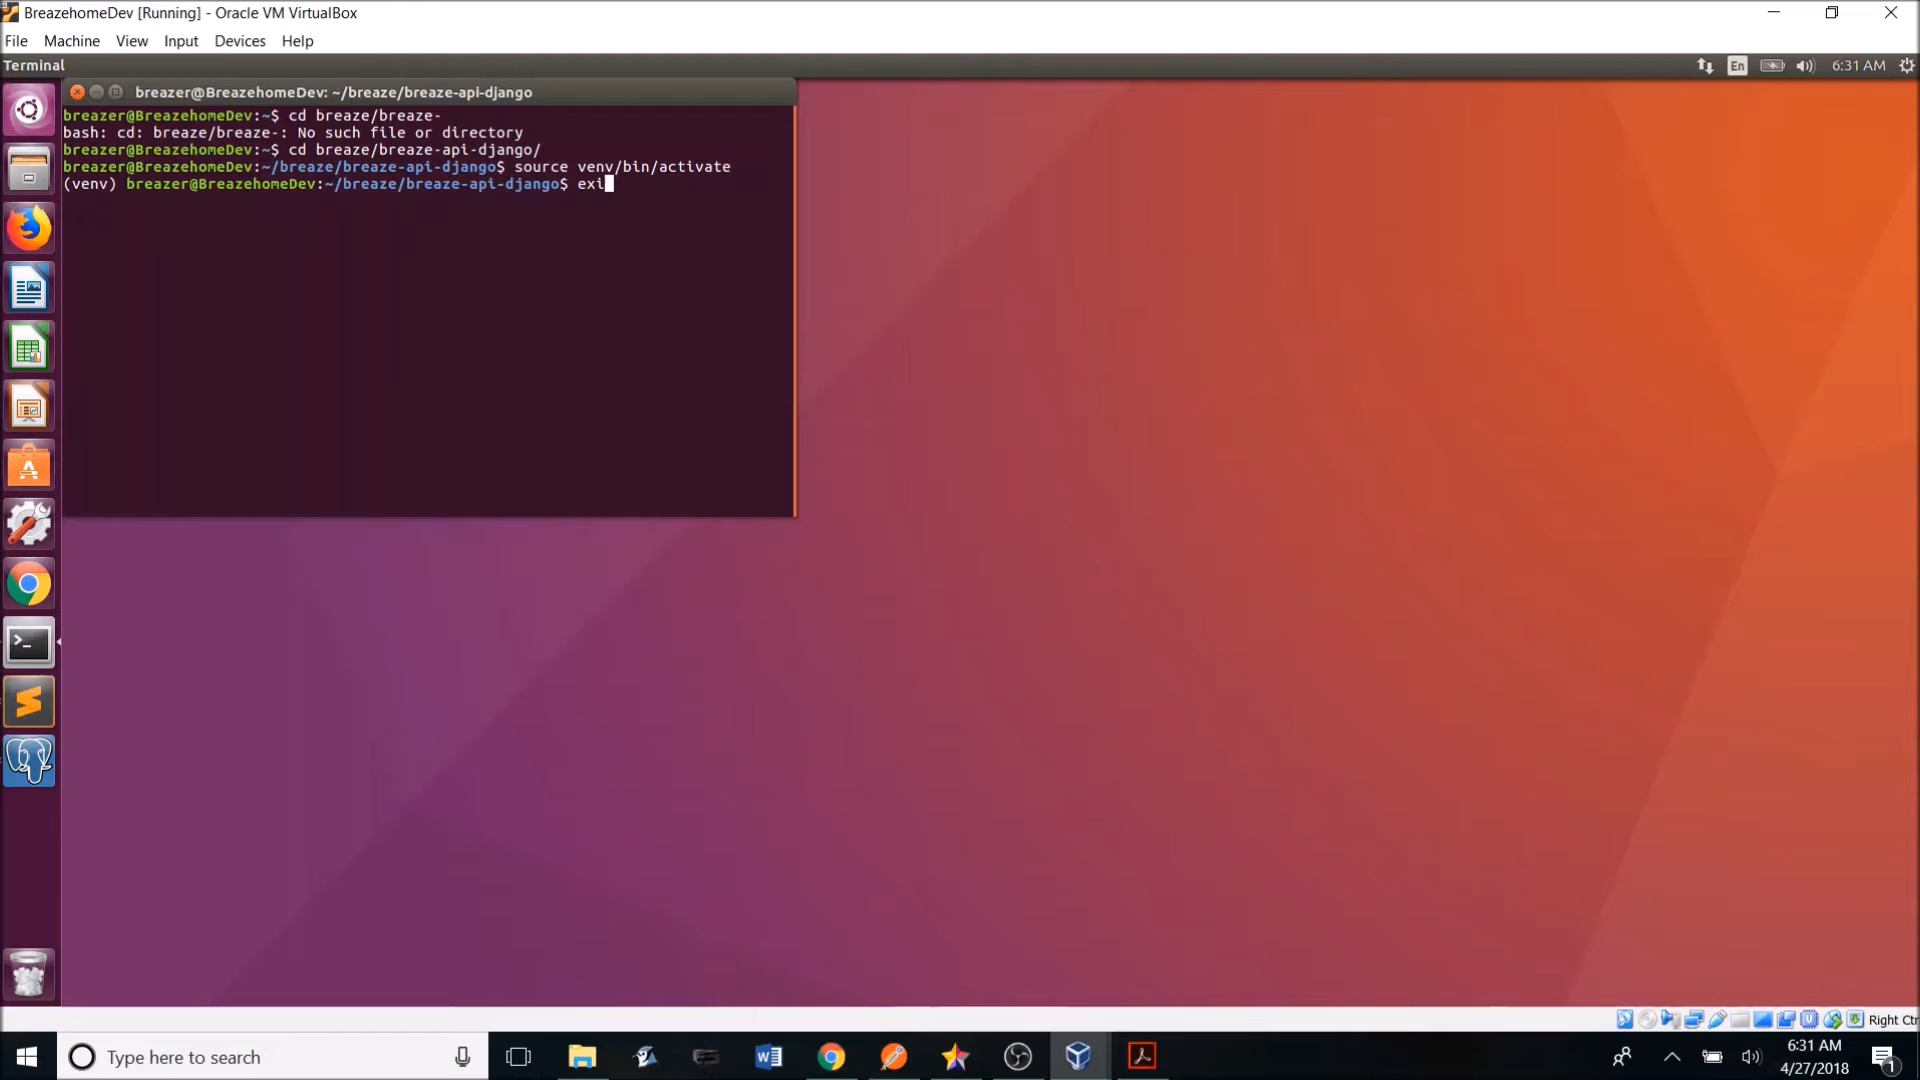 BreazehomeDev [Running] - Oracle VM VirtualBox
File Machine View Input Devices Help
Terminal En 6:31 AM
breazer@BreazehomeDev: ~/breaze/breaze-api-django
breazer@BreazehomeDev:~$ cd breaze/breaze-
bash: cd: breaze/breaze-: No such file or directory
breazer@BreazehomeDev:~$ cd breaze/breaze-api-django/
breazer@BreazehomeDev:~/breaze/breaze-api-django$ source venv/bin/activate
(venv) breazer@BreazehomeDev:~/breaze/breaze-api-django$ exi
Right Ctr
Type here to search
6:31 AM
4/27/2018
1